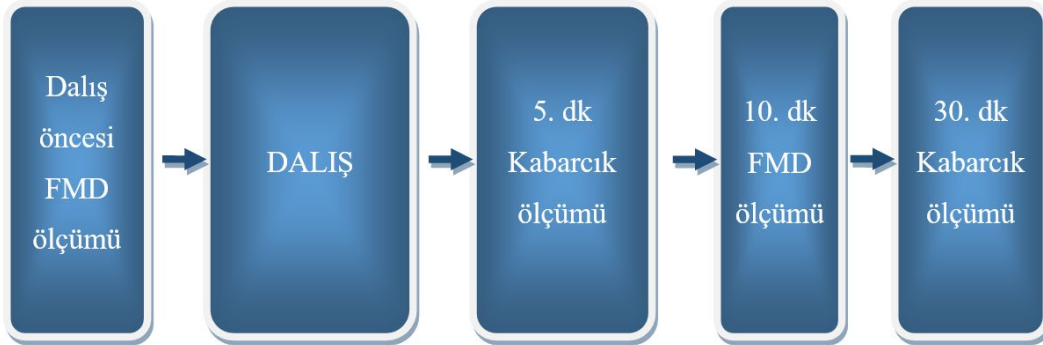 Dalış
öncesi
FMD
ölçümü
DALIŞ
5. dk
Kabarcık
ölçümü
10. dk
FMD
ölçümü
30. dk
Kabarcık
ölçümü